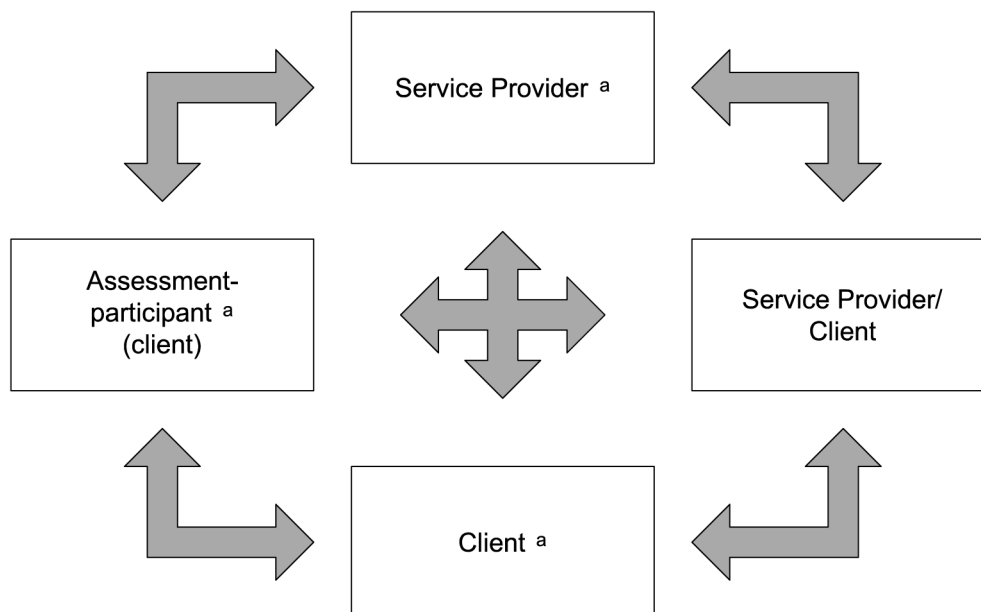 Service Provider a
Assessment-
participant a
(client)
Service Provider/
Client
Client a